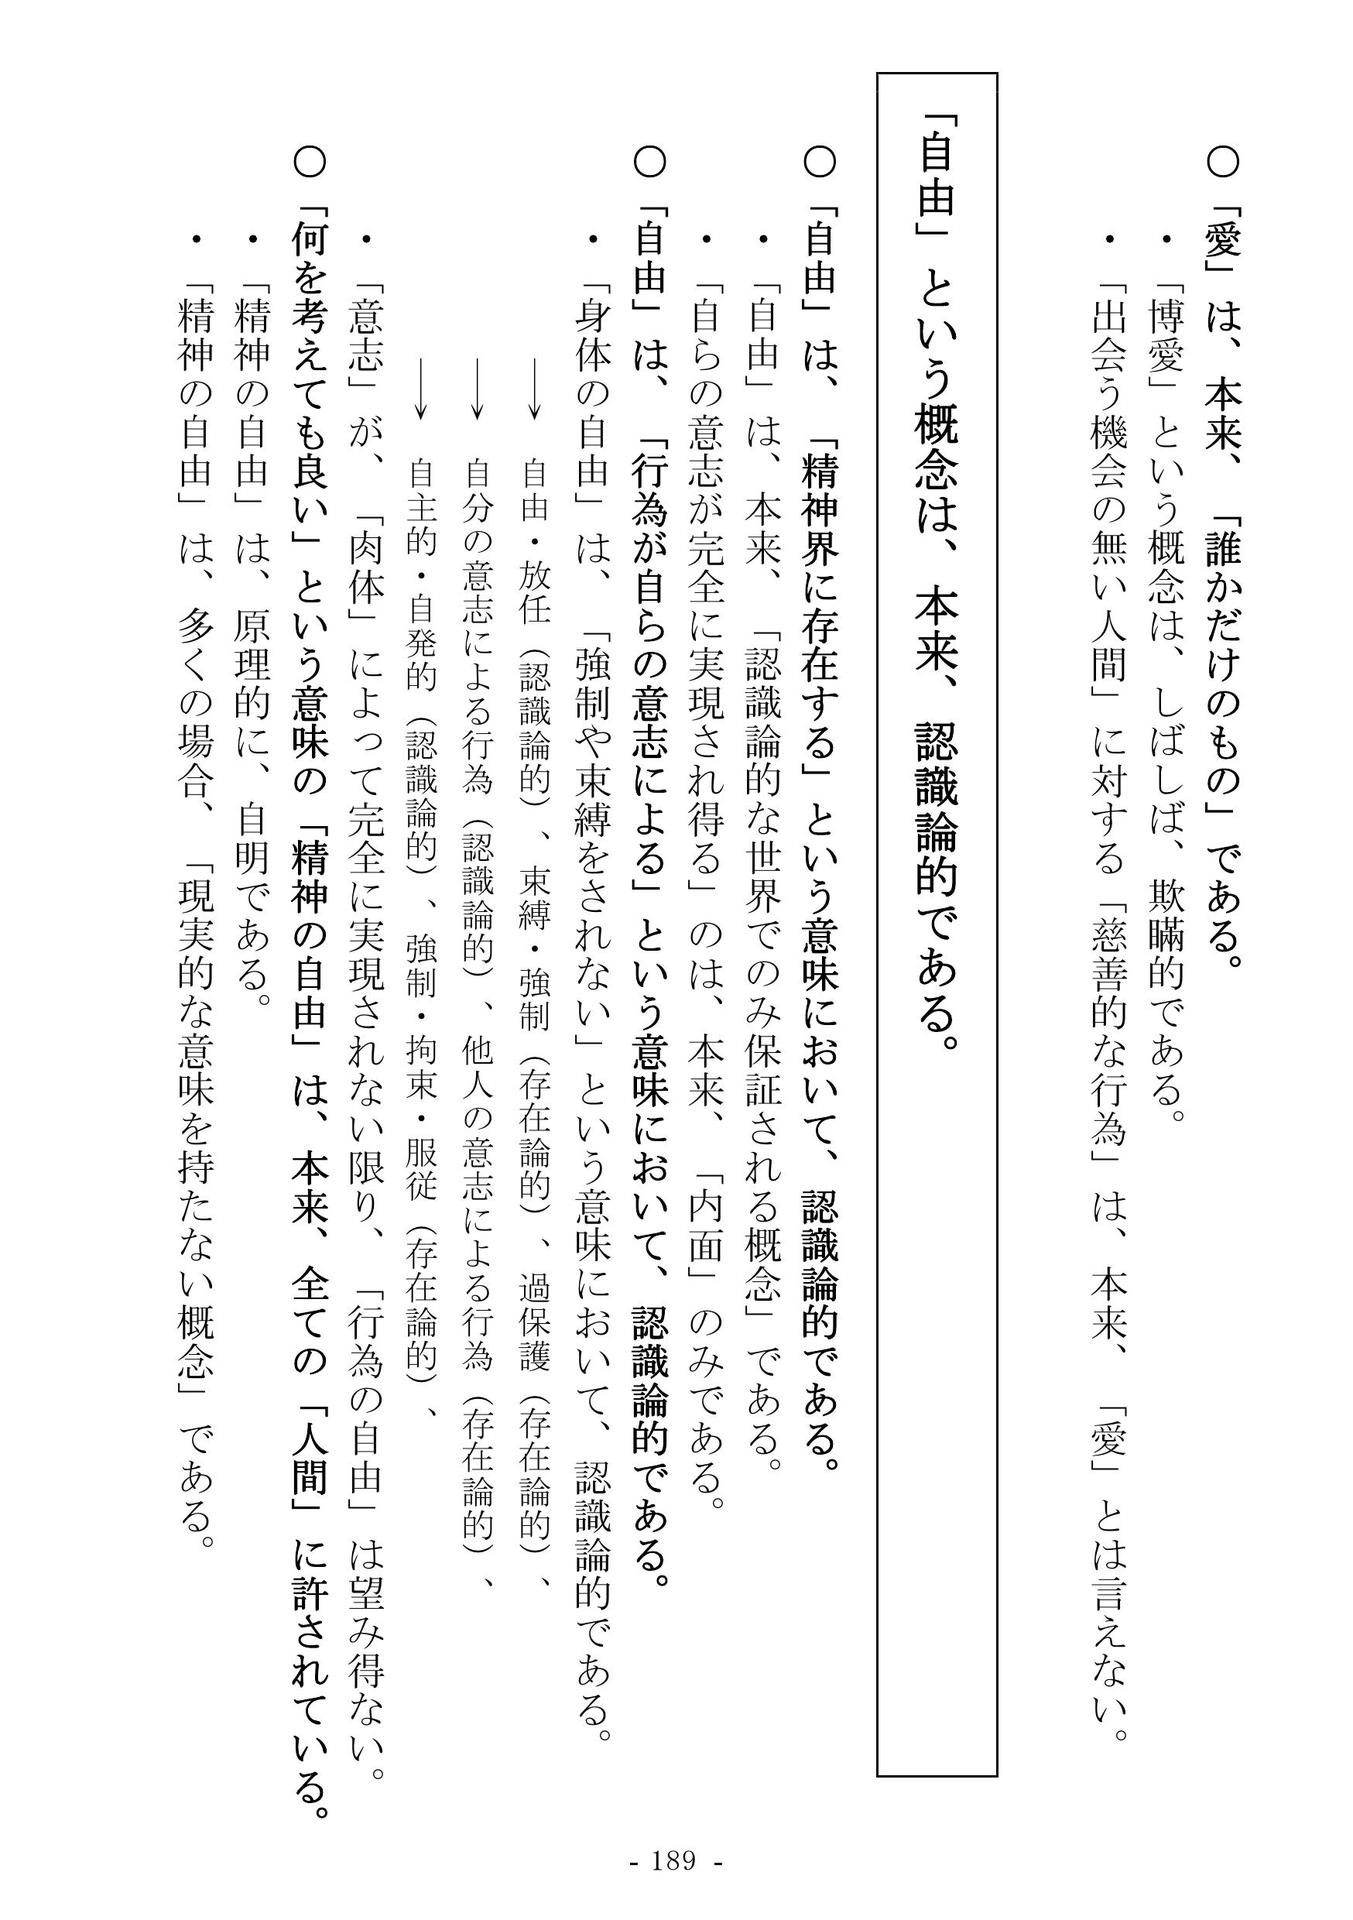 ○「愛」は、本来、「誰かだけのもの」である。
・「博愛」という概念は、しばしば、欺瞞的である。
・「出会う機会の無い人間」に対する「慈善的な行為」は、本来、「愛」とは言えない。
「自由」という概念は、本来、認識論的である。
○「自由」は、「精神界に存在する」という意味において、認識論的である。
・「自由」は、本来、「認識論的な世界でのみ保証される概念」である。
・「自らの意志が完全に実現され得る」のは、本来、「内面」のみである。
○「自由」は、「行為が自らの意志による」という意味において、認識論的である。
・「身体の自由」は、「強制や束縛をされない」という意味において、認識論的である。
→ 自由・放任(認識論的)、束縛・強制(存在論的)、過保護(存在論的)、
→ 自分の意志による行為(認識論的)、他人の意志による行為(存在論的)、
→ 自主的・自発的(認識論的)、強制・拘束・服従(存在論的)、
・「意志」が、「肉体」によって完全に実現されない限り、「行為の自由」は望み得ない。
○「何を考えても良い」という意味の「精神の自由」は、本来、全ての「人間」に許されている。
・「精神の自由」は、原理的に、自明である。
・「精神の自由」は、多くの場合、「現実的な意味を持たない概念」である。
- 189 -